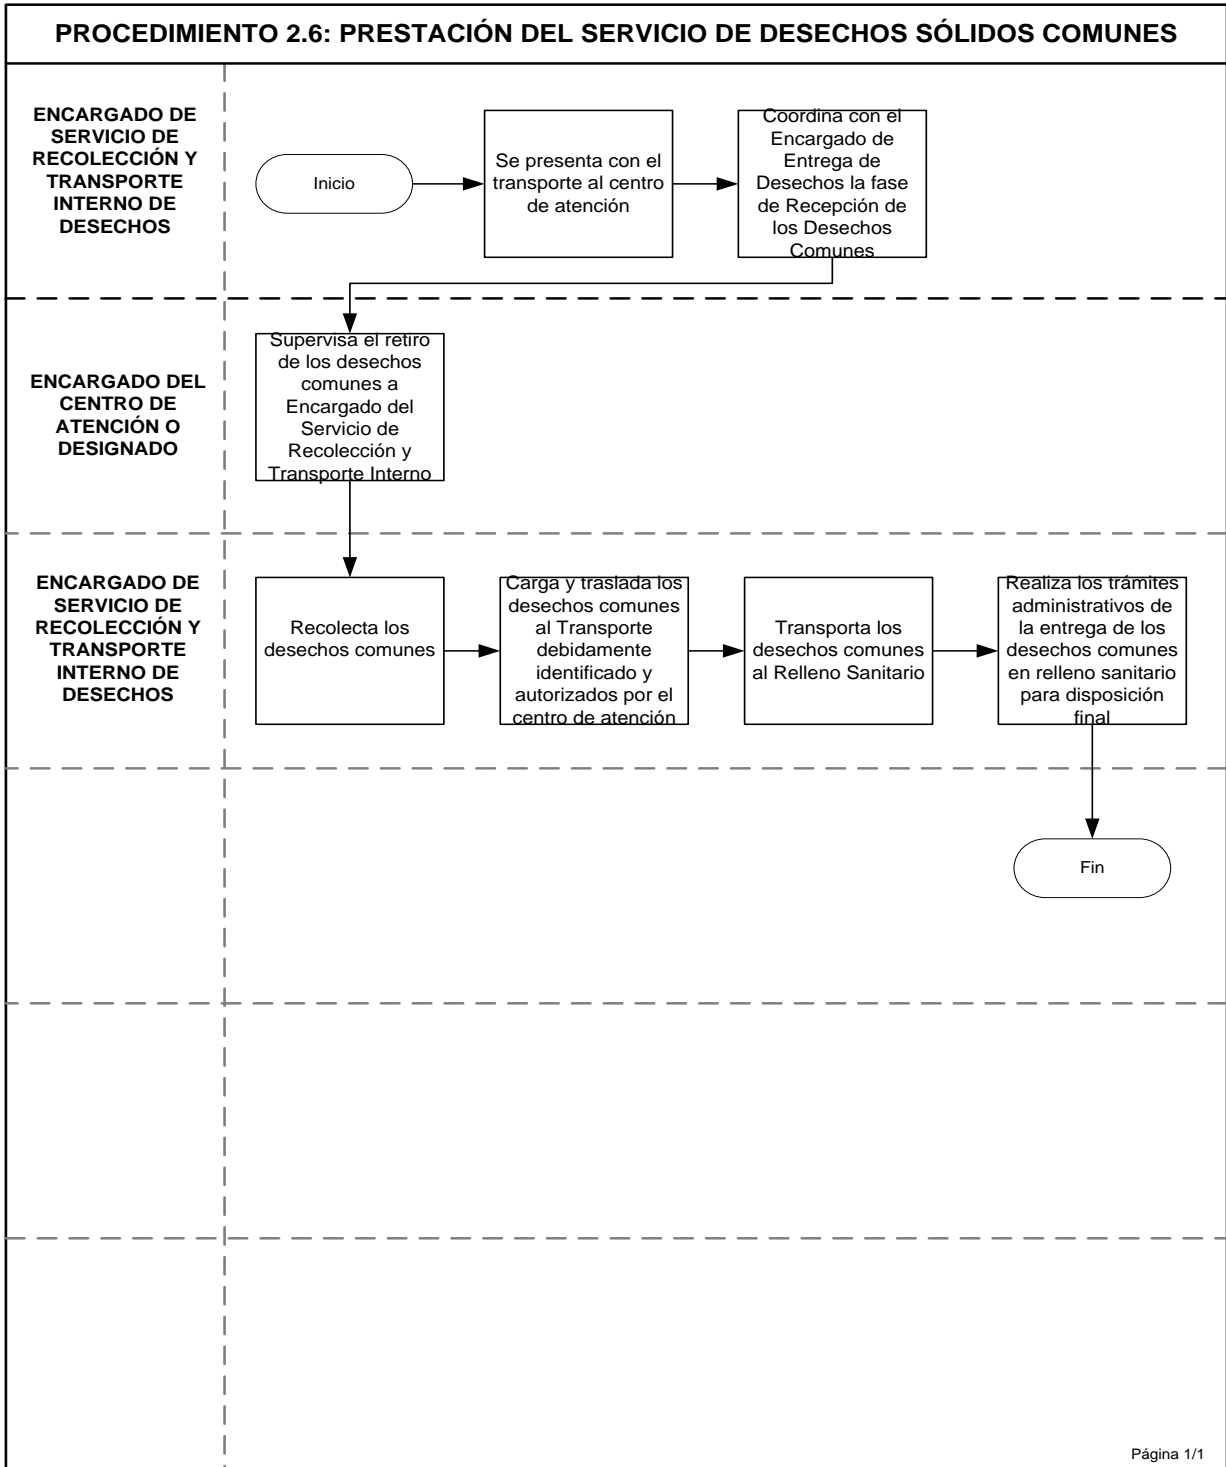 PROCEDIMIENTO 2.6: PRESTACIÓN DEL SERVICIO DE DESECHOS SÓLIDOS COMUNES
ENCARGADO DE
SERVICIO DE
RECOLECCIÓN Y
TRANSPORTE
INTERNO DE
DESECHOS
Inicio
Se presenta con el
transporte al centro
de atención
Coordina con el
Encargado de
Entrega de
Desechos la fase
de Recepción de
los Desechos
Comunes
ENCARGADO DEL
CENTRO DE
ATENCIÓN O
DESIGNADO
Supervisa el retiro
de los desechos
comunes a
Encargado del
Servicio de
Recolección y
Transporte Interno
ENCARGADO DE
SERVICIO DE
RECOLECCIÓN Y
TRANSPORTE
INTERNO DE
DESECHOS
Recolecta los
desechos comunes
Carga y traslada los
desechos comunes
al Transporte
debidamente
identificado y
autorizados por el
centro de atención
Transporta los
desechos comunes
al Relleno Sanitario
Realiza los trámites
administrativos de
la entrega de los
desechos comunes
en relleno sanitario
para disposición
final
Fin
Página 1/1